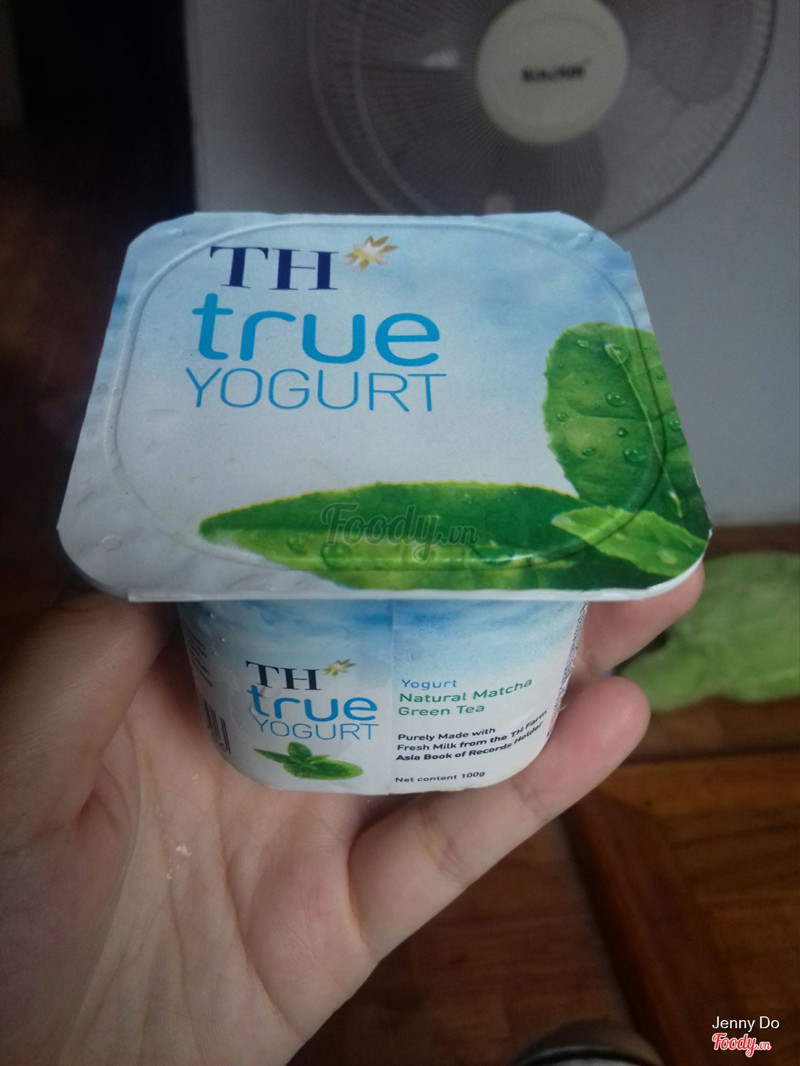 TH
true
YOGURT
Foody.vn
TH
true
YOGURT
Yogurt
Natural Matcha
Green Tea
Purely Made with
Fresh Milk from the TH Farm
Asia Book of Records Holder
Net content 100g
Jenny Do
Foody.vn